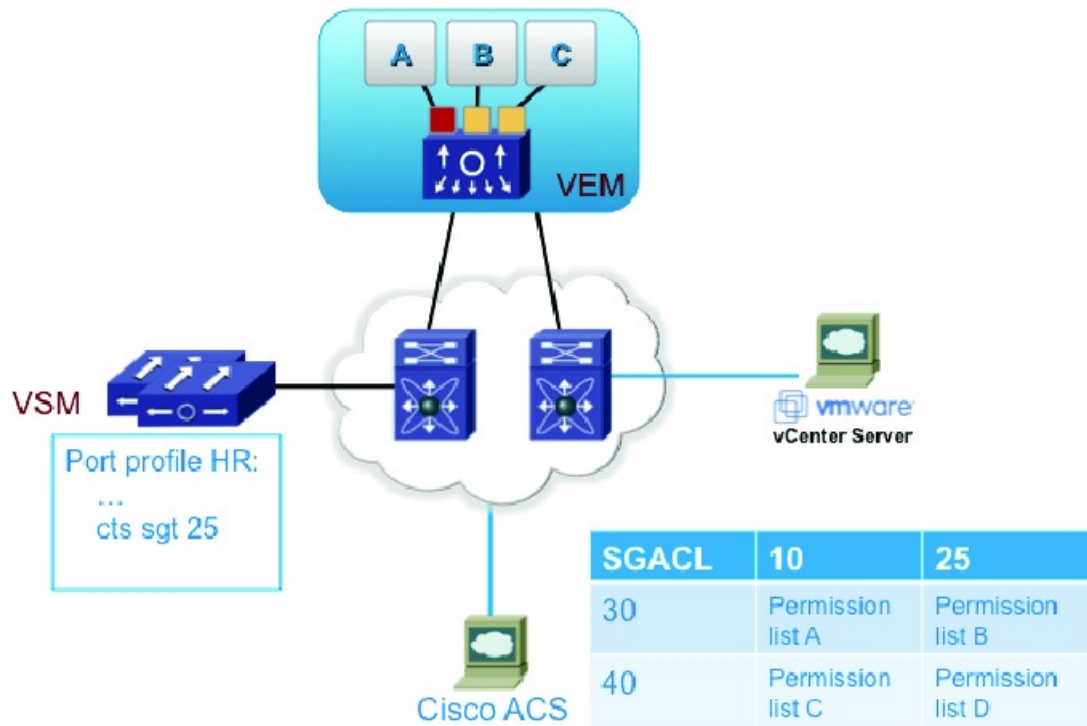 A B C
VEM
VSM
Port profile HR:
...
cts sgt 25
vmware®
vCenter Server
Cisco ACS
SGACL 10 25
30 Permission list A Permission list B
40 Permission list C Permission list D